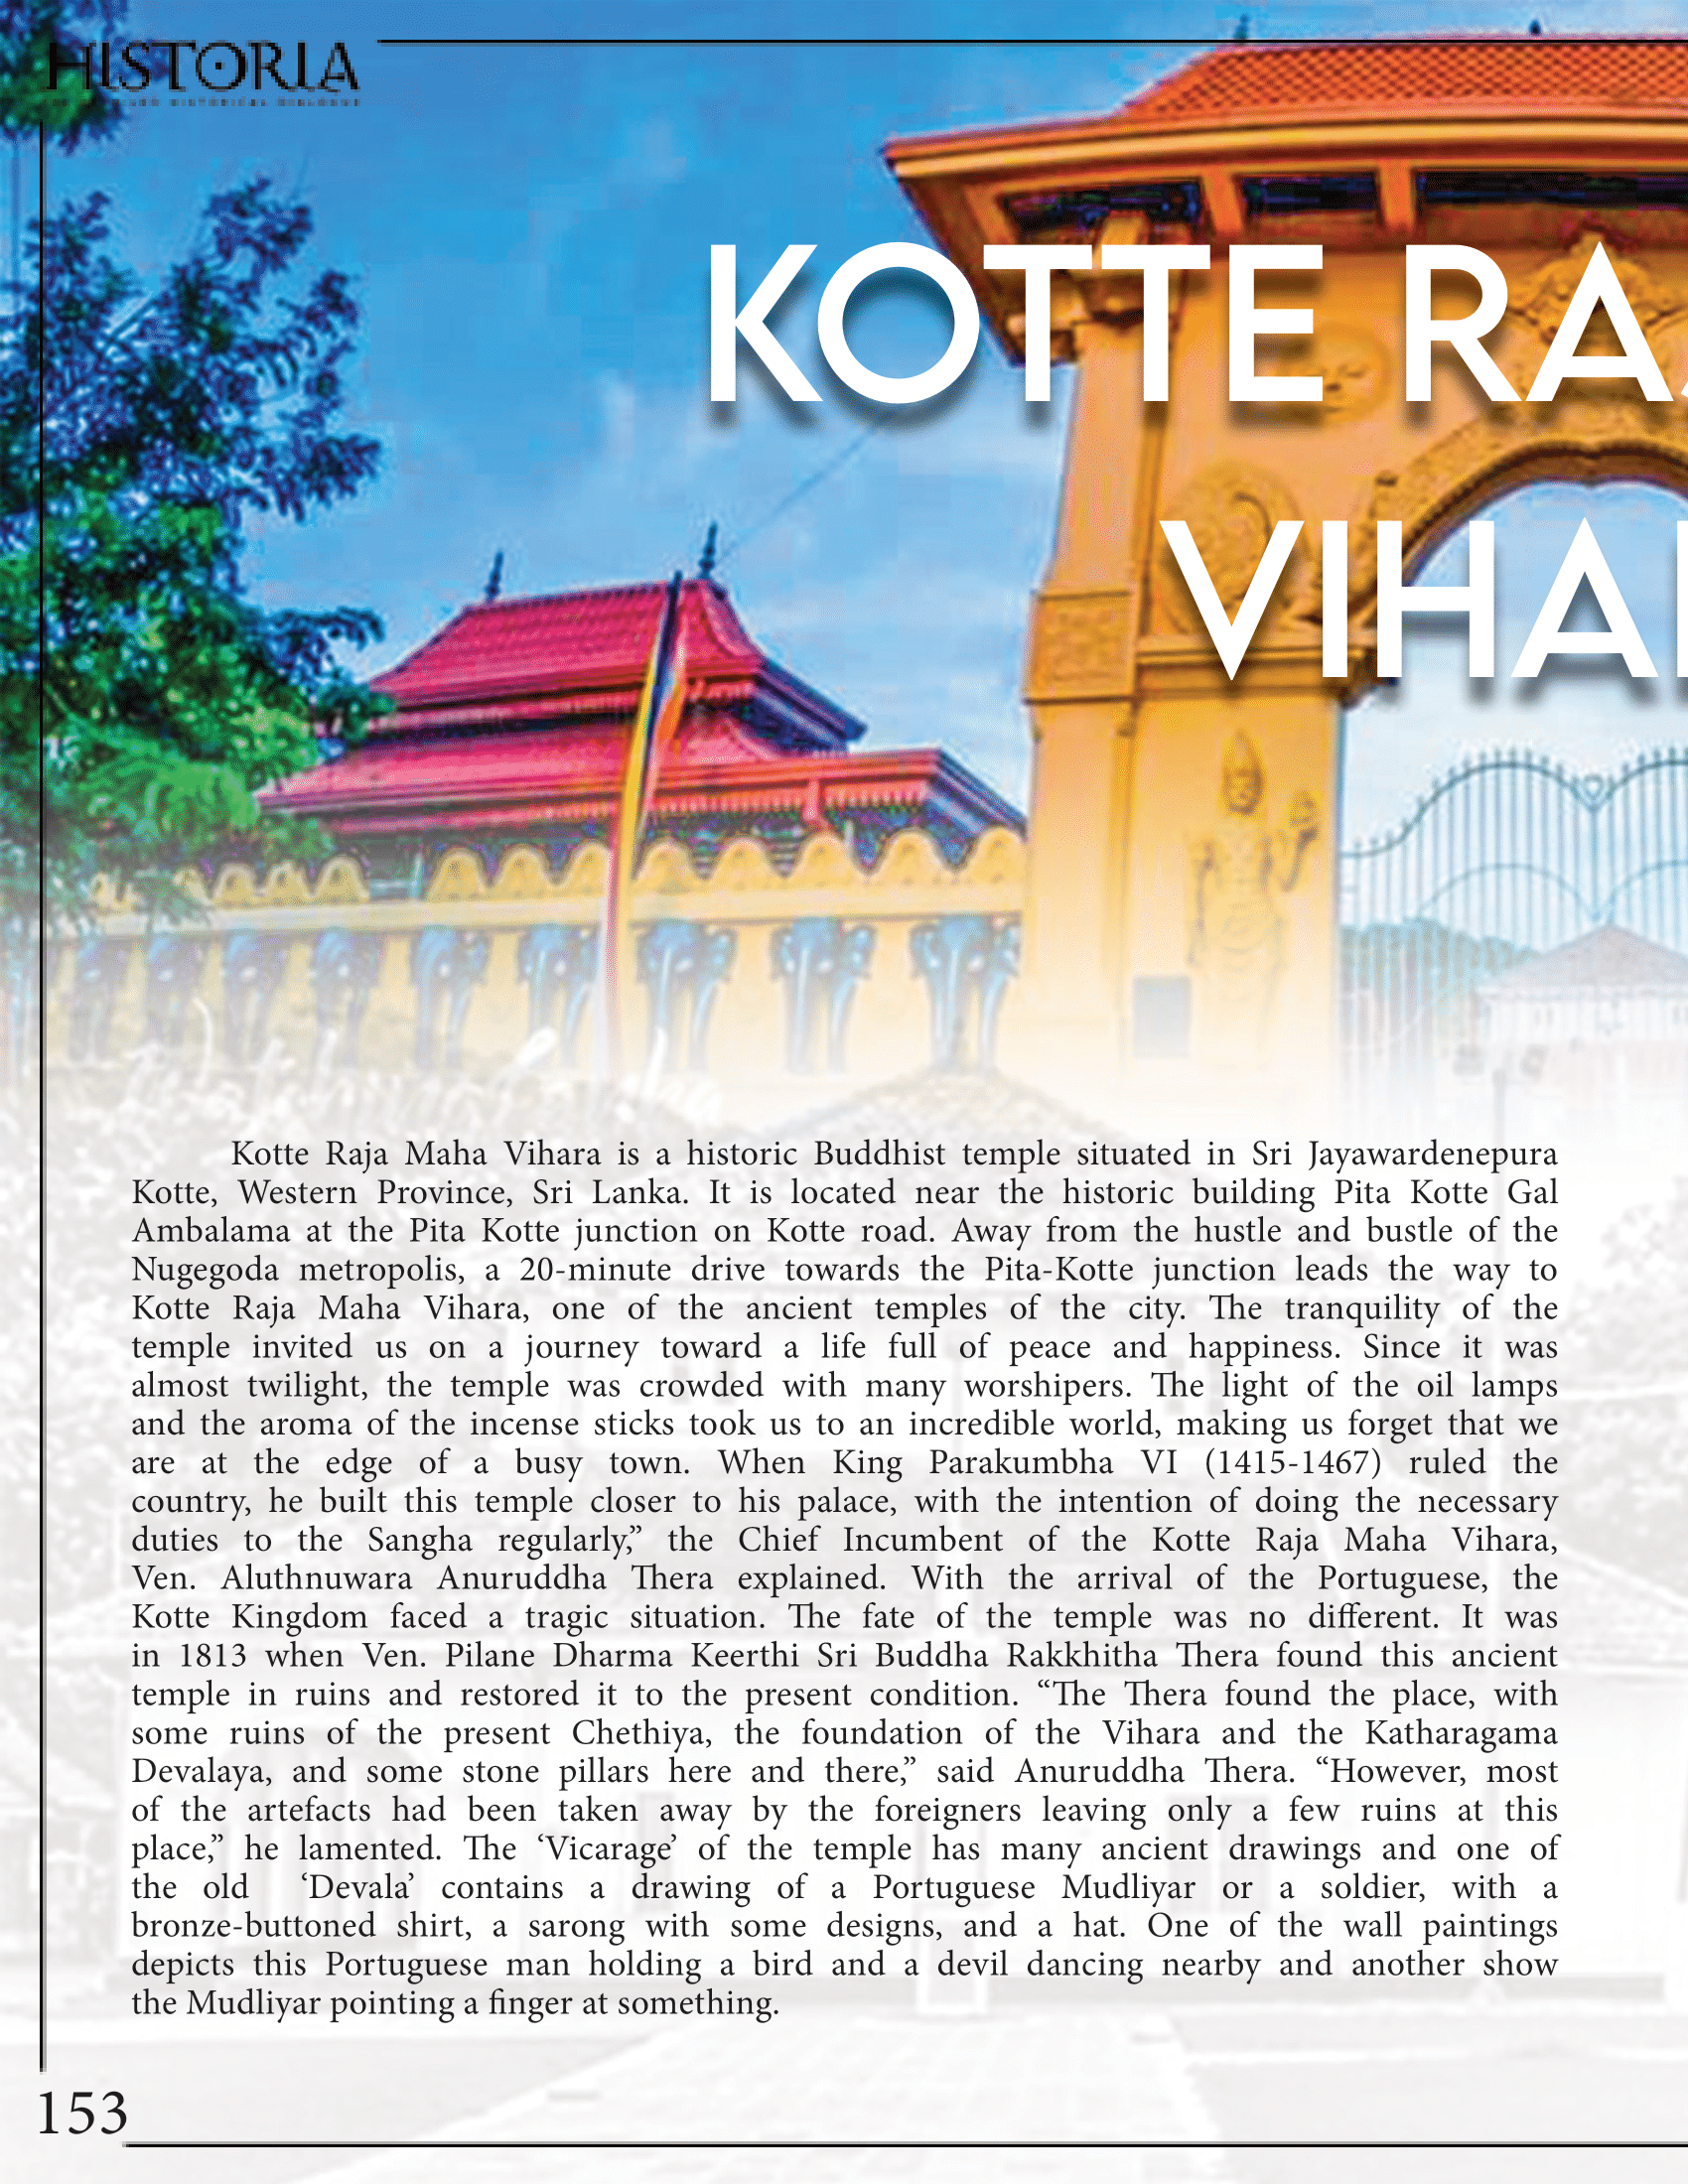 HISTORIA
KOTTE RA
VIHA
Kotte Raja Maha Vihara is a historic Buddhist temple situated in Sri Jayawardenepura
Kotte, Western Province, Sri Lanka. It is located near the historic building Pita Kotte Gal
Ambalama at the Pita Kotte junction on Kotte road. Away from the hustle and bustle of the
Nugegoda metropolis, a 20-minute drive towards the Pita-Kotte junction leads the way to
Kotte Raja Maha Vihara, one of the ancient temples of the city. The tranquility of the
temple invited us on a journey toward a life full of peace and happiness. Since it was
almost twilight, the temple was crowded with many worshipers. The light of the oil lamps
and the aroma of the incense sticks took us to an incredible world, making us forget that we
are at the edge of a busy town. When King Parakumbha VI (1415-1467) ruled the
country, he built this temple closer to his palace, with the intention of doing the necessary
duties to the Sangha regularly,” the Chief Incumbent of the Kotte Raja Maha Vihara,
Ven. Aluthnuwara Anuruddha Thera explained. With the arrival of the Portuguese, the
Kotte Kingdom faced a tragic situation. The fate of the temple was no different. It was
in 1813 when Ven. Pilane Dharma Keerthi Sri Buddha Rakkhitha Thera found this ancient
temple in ruins and restored it to the present condition. “The Thera found the place, with
some ruins of the present Chethiya, the foundation of the Vihara and the Katharagama
Devalaya, and some stone pillars here and there,” said Anuruddha Thera. “However, most
of the artefacts had been taken away by the foreigners leaving only a few ruins at this
place,” he lamented. The ‘Vicarage’ of the temple has many ancient drawings and one of
the old ‘Devala’ contains a drawing of a Portuguese Mudliyar or a soldier, with a
bronze-buttoned shirt, a sarong with some designs, and a hat. One of the wall paintings
depicts this Portuguese man holding a bird and a devil dancing nearby and another show
the Mudliyar pointing a finger at something.
153